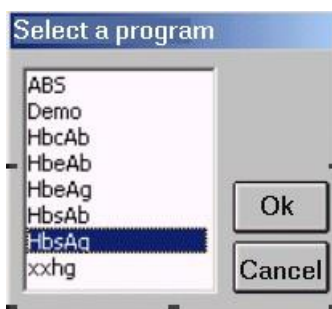 Select a program
ABS
Demo
HbcAb
HbeAb
HbeAg
HbsAb
HbsAg
xxhg
Ok
Cancel